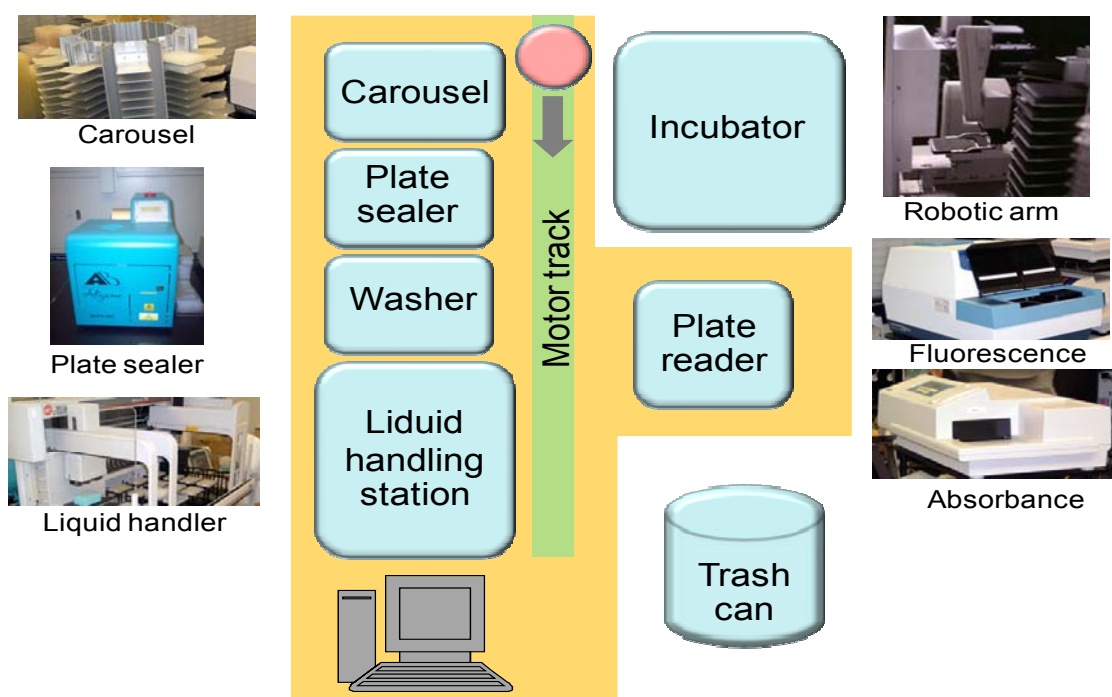 Carousel
Plate sealer
Liquid handler
Carousel
Plate
sealer
Washer
Liquid
handling
station
Motor track
Incubator
Plate
reader
Trash
can
Robotic arm
Fluorescence
Absorbance